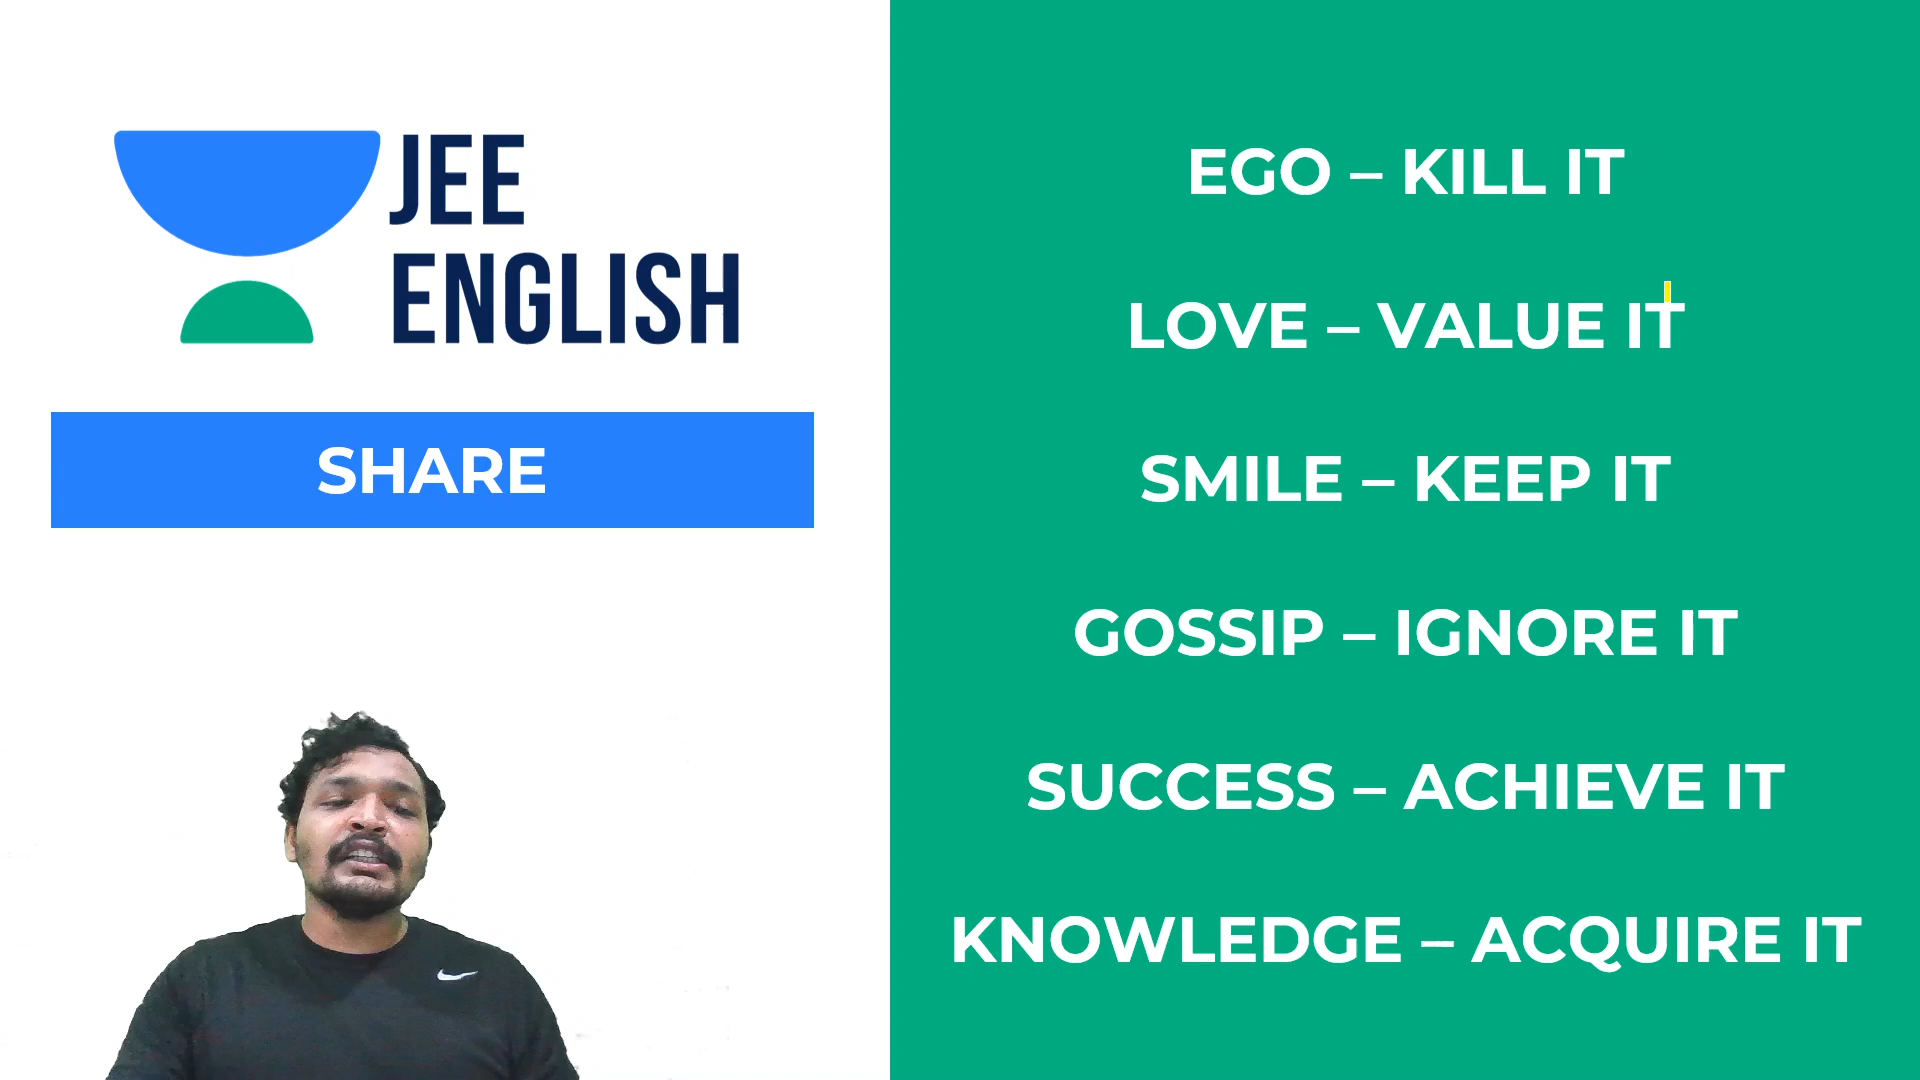 JEE
ENGLISH
SHARE
EGO – KILL IT
LOVE – VALUE IT
SMILE – KEEP IT
GOSSIP – IGNORE IT
SUCCESS – ACHIEVE IT
KNOWLEDGE – ACQUIRE IT